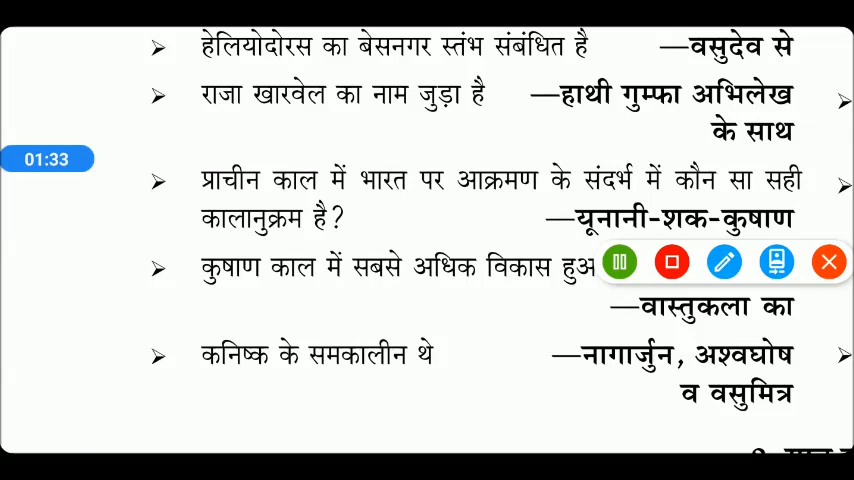 ➢ हेलियोदोरस का बेसनगर स्तंभ संबंधित है —वसुदेव से
➢ राजा खारवेल का नाम जुड़ा है —हाथी गुम्फा अभिलेख
के साथ
01:33
➢ प्राचीन काल में भारत पर आक्रमण के संदर्भ में कौन सा सही
कालानुक्रम है? —यूनानी-शक-कुषाण
➢ कुषाण काल में सबसे अधिक विकास हुआ
—वास्तुकला का
➢ कनिष्क के समकालीन थे —नागार्जुन, अश्वघोष
व वसुमित्र